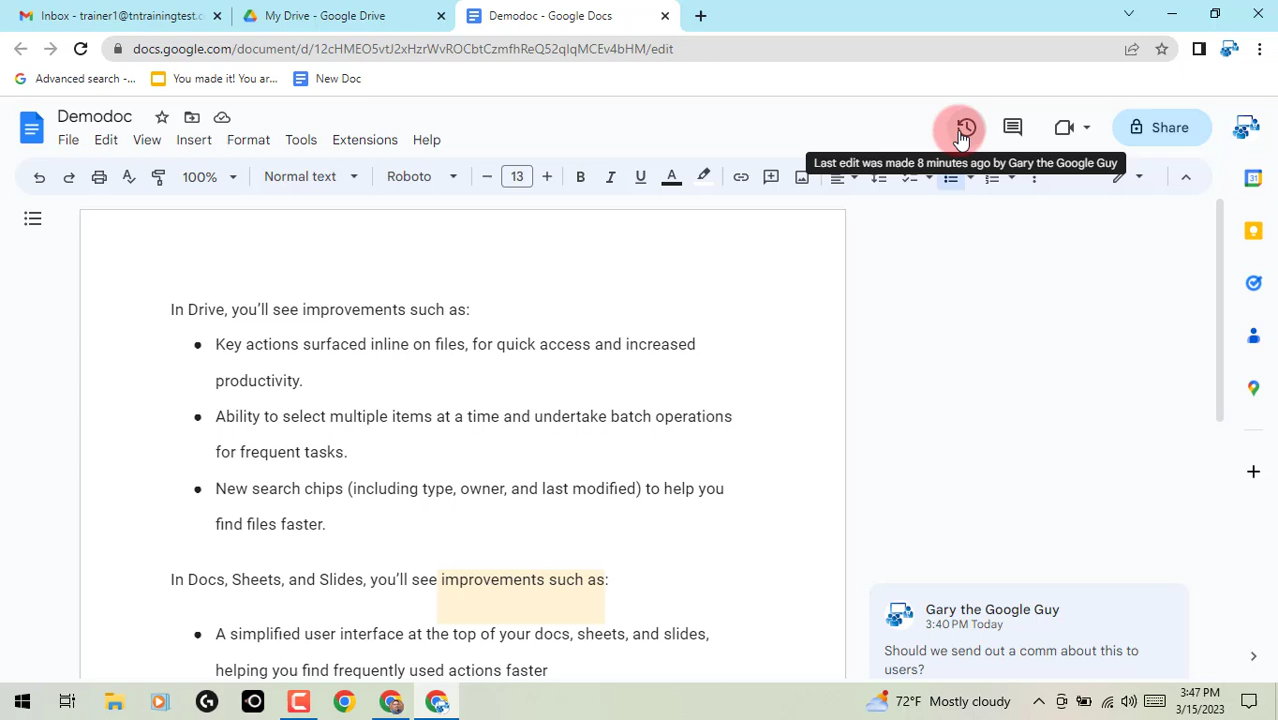 Inbox - trainer1@tntrainingtest.c
My Drive - Google Drive
Demodoc - Google Docs
docs.google.com/document/d/12cHMEO5vtJ2xHzrWvROCbtCzmfhReQ52qIqMCEv4bHM/edit
Advanced search -...
You made it! You ar...
New Doc
Demodoc
File Edit View Insert Format Tools Extensions Help
Share
Last edit was made 8 minutes ago by Gary the Google Guy
100% Normal text Roboto 13 B I U A
In Drive, you'll see improvements such as:
● Key actions surfaced inline on files, for quick access and increased
productivity.
● Ability to select multiple items at a time and undertake batch operations
for frequent tasks.
● New search chips (including type, owner, and last modified) to help you
find files faster.
In Docs, Sheets, and Slides, you'll see improvements such as:
● A simplified user interface at the top of your docs, sheets, and slides,
helping you find frequently used actions faster
Gary the Google Guy
3:40 PM Today
Should we send out a comm about this to
users?
72°F Mostly cloudy
3:47 PM
3/15/2023